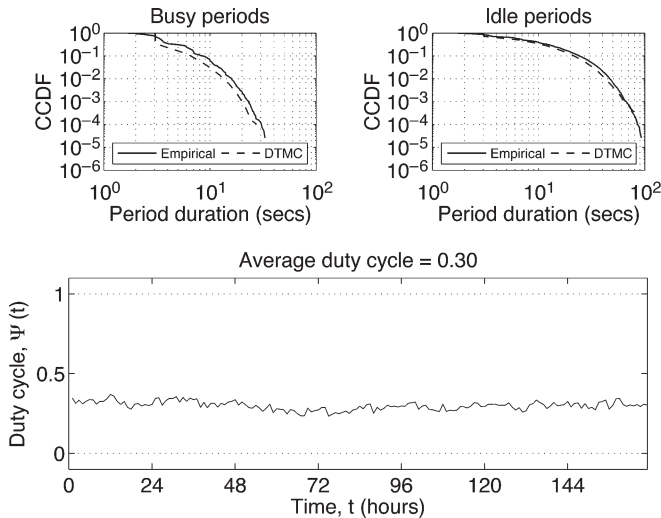 Busy periods
CCDF
10^0
10^−1
10^−2
10^−3
10^−4
10^−5
10^−6
Empirical DTMC
10^0 10^1 10^2
Period duration (secs)
Idle periods
CCDF
10^0
10^−1
10^−2
10^−3
10^−4
10^−5
10^−6
Empirical DTMC
10^0 10^1 10^2
Period duration (secs)
Average duty cycle = 0.30
Duty cycle, Ψ (t)
1
0.5
0
0 24 48 72 96 120 144
Time, t (hours)